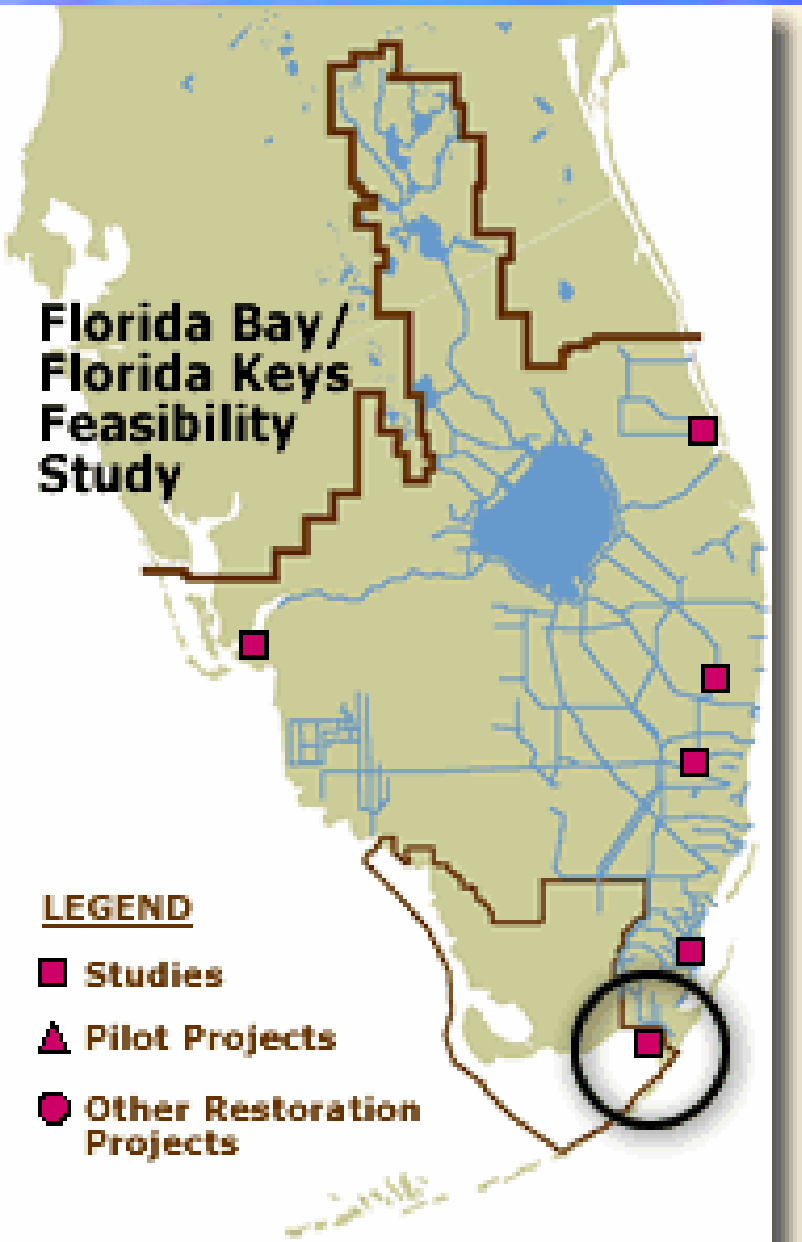 Florida Bay/
Florida Keys
Feasibility
Study
LEGEND
Studies
Pilot Projects
Other Restoration
Projects